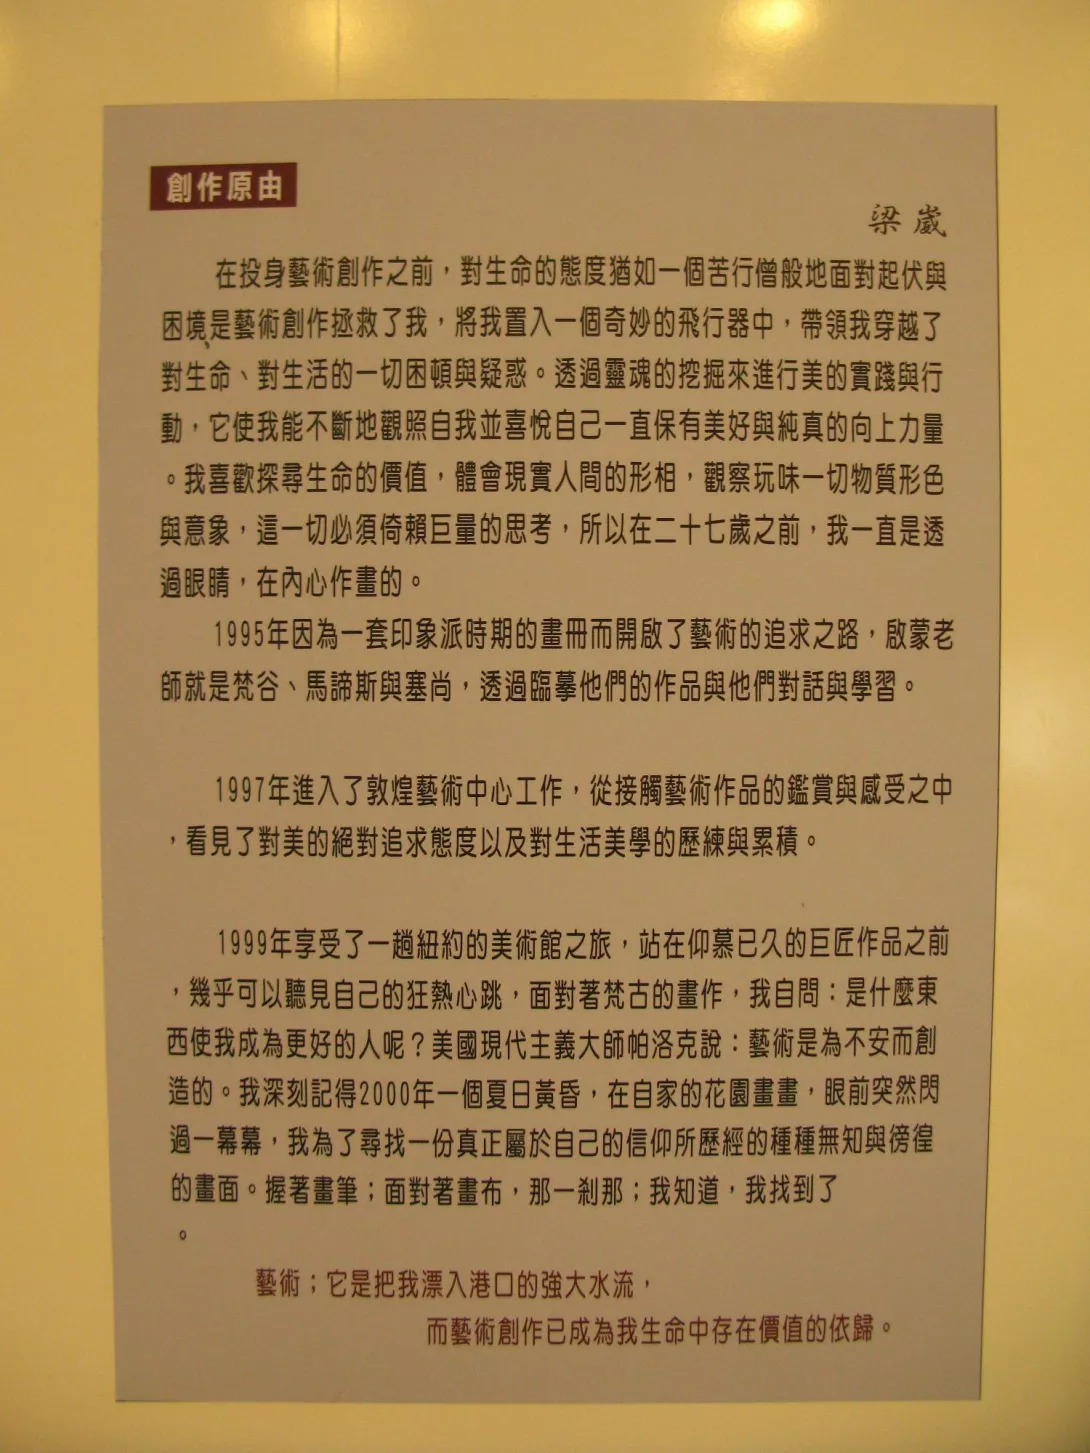 創作原由
梁崴
在投身藝術創作之前，對生命的態度猶如一個苦行僧般地面對起伏與
困境是藝術創作拯救了我，將我置入一個奇妙的飛行器中，帶領我穿越了
對生命、對生活的一切困頓與疑惑。透過靈魂的挖掘來進行美的實踐與行
動，它使我能不斷地觀照自我並喜悅自己一直保有美好與純真的向上力量
。我喜歡探尋生命的價值，體會現實人間的形相，觀察玩味一切物質形色
與意象，這一切必須倚賴巨量的思考，所以在二十七歲之前，我一直是透
過眼睛，在內心作畫的。
1995年因為一套印象派時期的畫冊而開啟了藝術的追求之路，啟蒙老
師就是梵谷、馬諦斯與塞尚，透過臨摹他們的作品與他們對話與學習。
1997年進入了敦煌藝術中心工作，從接觸藝術作品的鑑賞與感受之中
，看見了對美的絕對追求態度以及對生活美學的歷練與累積。
1999年享受了一趟紐約的美術館之旅，站在仰慕已久的巨匠作品之前
，幾乎可以聽見自己的狂熱心跳，面對著梵古的畫作，我自問：是什麼東
西使我成為更好的人呢？美國現代主義大師帕洛克說：藝術是為不安而創
造的。我深刻記得2000年一個夏日黃昏，在自家的花園畫畫，眼前突然閃
過一幕幕，我為了尋找一份真正屬於自己的信仰所歷經的種種無知與徬徨
的畫面。握著畫筆；面對著畫布，那一剎那；我知道，我找到了
。
藝術；它是把我漂入港口的強大水流，
而藝術創作已成為我生命中存在價值的依歸。